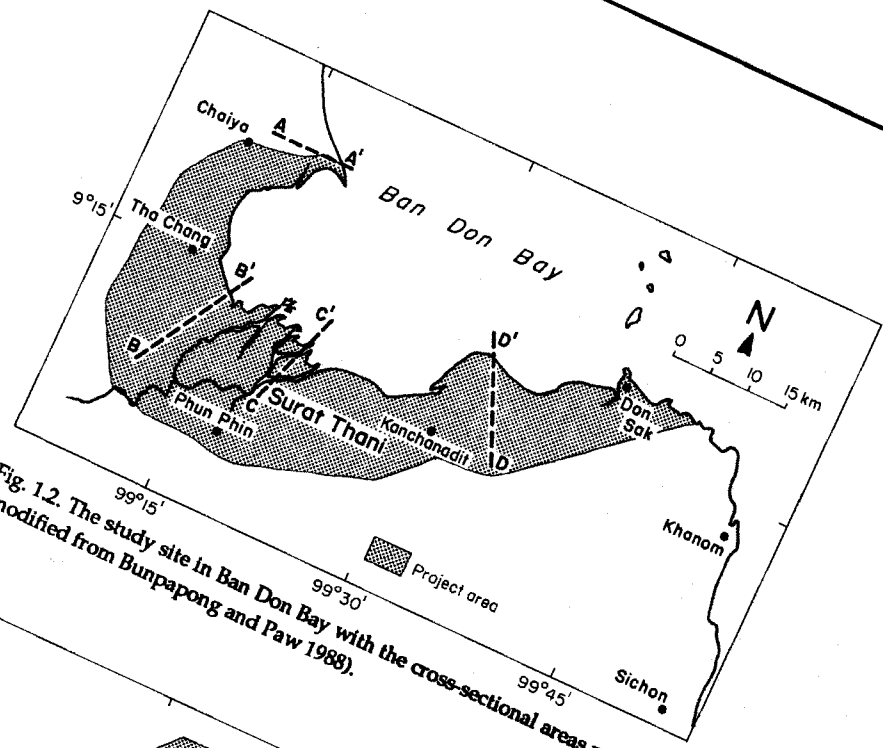 Chaiya
A
A'
Ban Don Bay
9°15'
Tha Chang
B'
B
C'
C
D'
D
N
0 5 10 15 km
Surat Thani
Phun Phin
Kanchanadit
Don Sak
Khanom
Sichon
99°15'
99°30'
99°45'
Project area
Fig. 1.2. The study site in Ban Don Bay with the cross-sectional areas
modified from Bunpapong and Paw 1988).